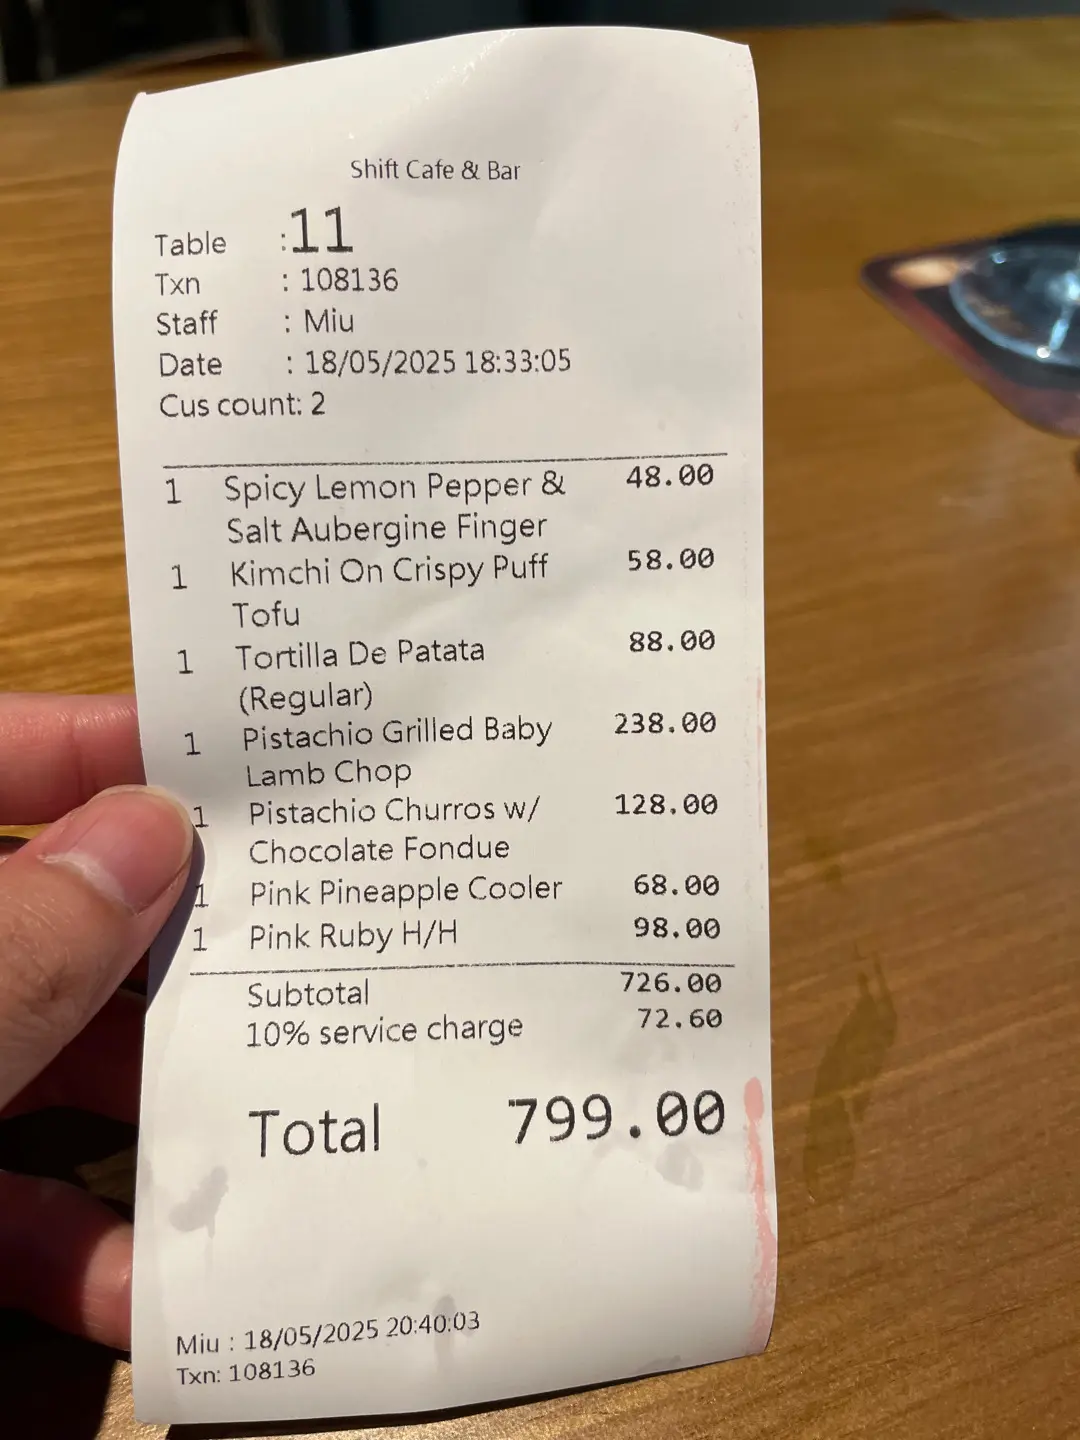 Shift Cafe & Bar
Table :11
Txn : 108136
Staff : Miu
Date : 18/05/2025 18:33:05
Cus count: 2
1 Spicy Lemon Pepper & 48.00
Salt Aubergine Finger
1 Kimchi On Crispy Puff 58.00
Tofu
1 Tortilla De Patata 88.00
(Regular)
1 Pistachio Grilled Baby 238.00
Lamb Chop
1 Pistachio Churros w/ 128.00
Chocolate Fondue
1 Pink Pineapple Cooler 68.00
1 Pink Ruby H/H 98.00
Subtotal 726.00
10% service charge 72.60
Total 799.00
Miu : 18/05/2025 20:40:03
Txn: 108136